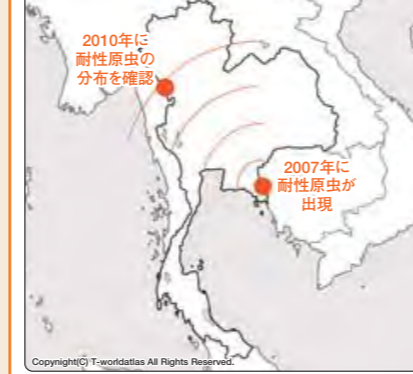 2010年に
耐性原虫の
分布を確認
2007年に
耐性原虫が
出現
Copyright(C) T-worldatlas All Rights Reserved.